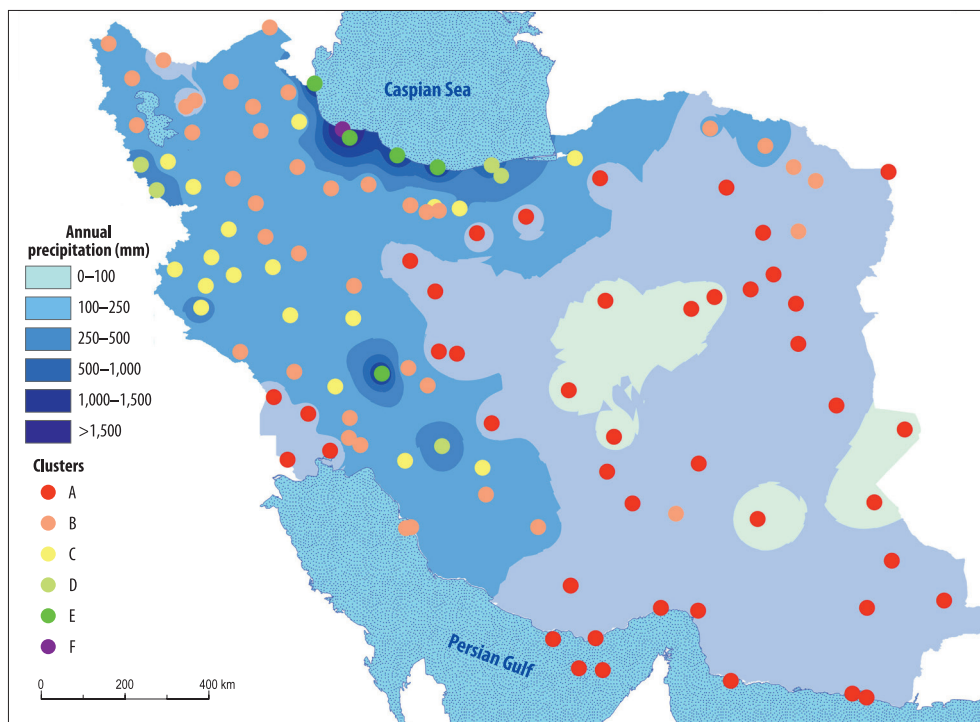 Caspian Sea
Annual
precipitation (mm)
0–100
100–250
250–500
500–1,000
1,000–1,500
>1,500
Clusters
A
B
C
D
E
F
0 200 400 km
Persian Gulf